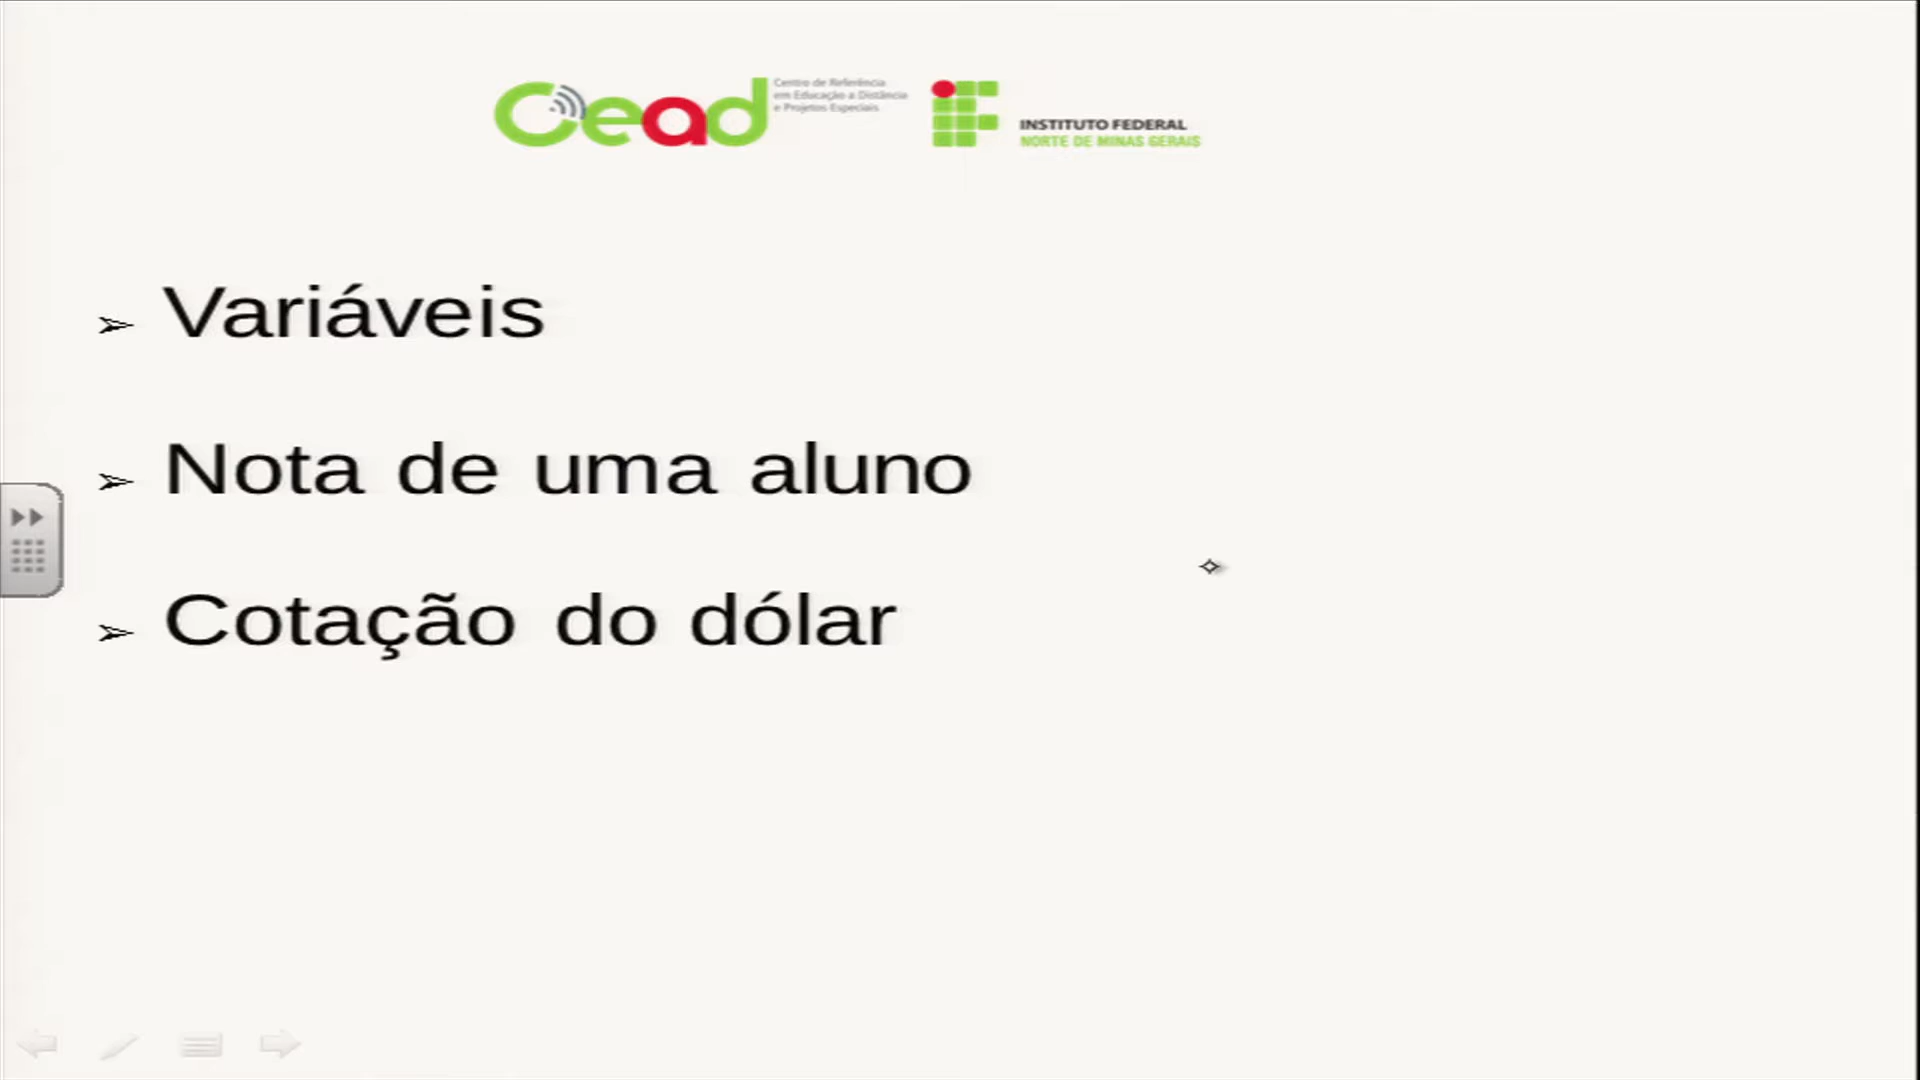 Cead
Centro de Referência
em Educação a Distância
e Projetos Especiais
INSTITUTO FEDERAL
NORTE DE MINAS GERAIS
➢ Variáveis
➢ Nota de uma aluno
➢ Cotação do dólar